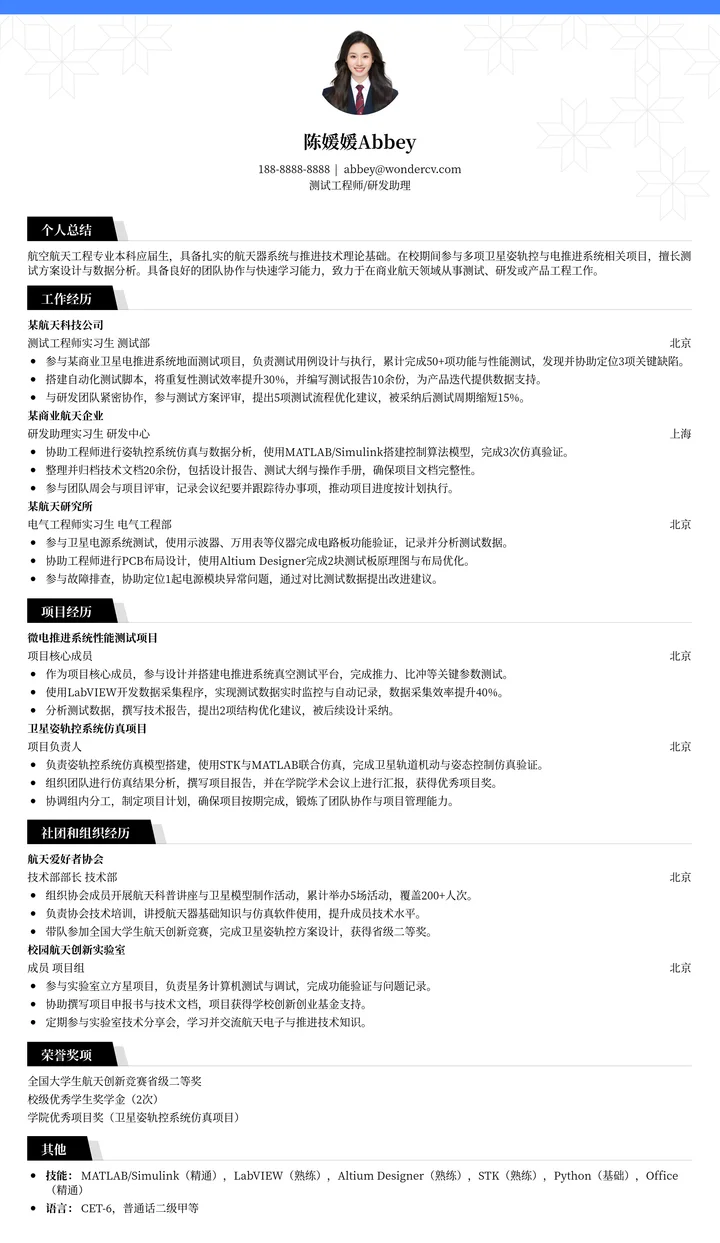 陈媛媛Abbey
188-8888-8888 | abbey@wondercv.com
测试工程师/研发助理
个人总结
航空航天工程专业本科应届生，具备扎实的航天器系统与推进技术理论基础。在校期间参与多项卫星姿轨控与电推进系统相关项目，擅长测
试方案设计与数据分析。具备良好的团队协作与快速学习能力，致力于在商业航天领域从事测试、研发或产品工程工作。
工作经历
某航天科技公司
测试工程师实习生 测试部 北京
• 参与某商业卫星电推进系统地面测试项目，负责测试用例设计与执行，累计完成50+项功能与性能测试，发现并协助定位3项关键缺陷。
• 搭建自动化测试脚本，将重复性测试效率提升30%，并编写测试报告10余份，为产品迭代提供数据支持。
• 与研发团队紧密协作，参与测试方案评审，提出5项测试流程优化建议，被采纳后测试周期缩短15%。
某商业航天企业
研发助理实习生 研发中心 上海
• 协助工程师进行姿轨控系统仿真与数据分析，使用MATLAB/Simulink搭建控制算法模型，完成3次仿真验证。
• 整理并归档技术文档20余份，包括设计报告、测试大纲与操作手册，确保项目文档完整性。
• 参与团队周会与项目评审，记录会议纪要并跟踪待办事项，推动项目进度按计划执行。
某航天研究所
电气工程师实习生 电气工程部 北京
• 参与卫星电源系统测试，使用示波器、万用表等仪器完成电路板功能验证，记录并分析测试数据。
• 协助工程师进行PCB布局设计，使用Altium Designer完成2块测试板原理图与布局优化。
• 参与故障排查，协助定位1起电源模块异常问题，通过对比测试数据提出改进建议。
项目经历
微电推进系统性能测试项目
项目核心成员 北京
• 作为项目核心成员，参与设计并搭建电推进系统真空测试平台，完成推力、比冲等关键参数测试。
• 使用LabVIEW开发数据采集程序，实现测试数据实时监控与自动记录，数据采集效率提升40%。
• 分析测试数据，撰写技术报告，提出2项结构优化建议，被后续设计采纳。
卫星姿轨控系统仿真项目
项目负责人 北京
• 负责姿轨控系统仿真模型搭建，使用STK与MATLAB联合仿真，完成卫星轨道机动与姿态控制仿真验证。
• 组织团队进行仿真结果分析，撰写项目报告，并在学院学术会议上进行汇报，获得优秀项目奖。
• 协调组内分工，制定项目计划，确保项目按期完成，锻炼了团队协作与项目管理能力。
社团和组织经历
航天爱好者协会
技术部部长 技术部 北京
• 组织协会成员开展航天科普讲座与卫星模型制作活动，累计举办5场活动，覆盖200+人次。
• 负责协会技术培训，讲授航天器基础知识与仿真软件使用，提升成员技术水平。
• 带队参加全国大学生航天创新竞赛，完成卫星姿轨控方案设计，获得省级二等奖。
校园航天创新实验室
成员 项目组 北京
• 参与实验室立方星项目，负责星务计算机测试与调试，完成功能验证与问题记录。
• 协助撰写项目申报书与技术文档，项目获得学校创新创业基金支持。
• 定期参与实验室技术分享会，学习并交流航天电子与推进技术知识。
荣誉奖项
全国大学生航天创新竞赛省级二等奖
校级优秀学生奖学金（2次）
学院优秀项目奖（卫星姿轨控系统仿真项目）
其他
• 技能： MATLAB/Simulink（精通）, LabVIEW（熟练）, Altium Designer（熟练）, STK（熟练）, Python（基础）, Office
（精通）
• 语言： CET-6，普通话二级甲等